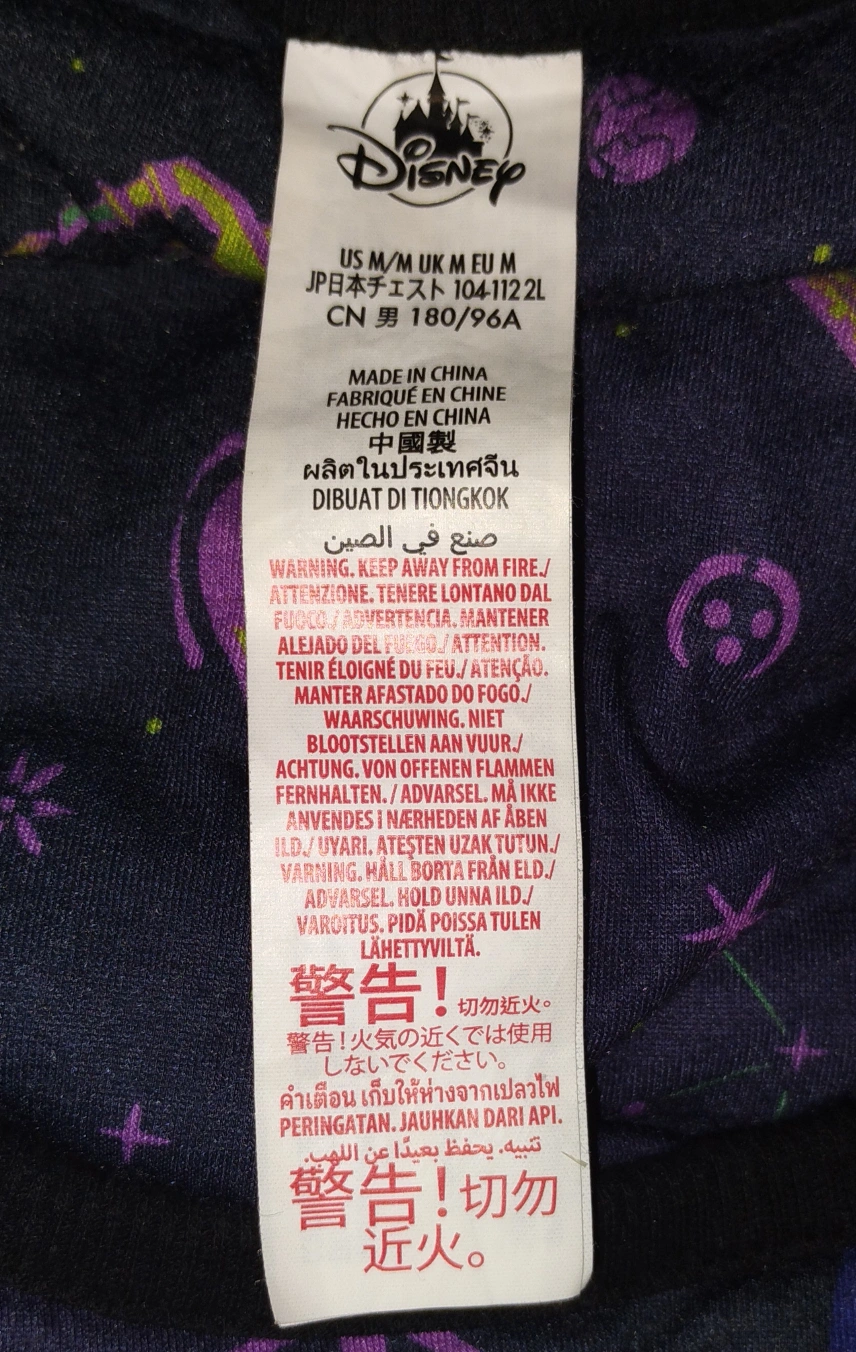 Disney
US M/M UK M EU M
JP日本チェスト 104-112 2L
CN 男 180/96A
MADE IN CHINA
FABRIQUÉ EN CHINE
HECHO EN CHINA
中國製
ผลิตในประเทศจีน
DIBUAT DI TIONGKOK
صنع في الصين
WARNING. KEEP AWAY FROM FIRE./
ATTENZIONE. TENERE LONTANO DAL
FUOCO./ ADVERTENCIA. MANTENER
ALEJADO DEL FUEGO./ ATTENTION.
TENIR ÉLOIGNÉ DU FEU./ ATENÇÃO.
MANTER AFASTADO DO FOGO./
WAARSCHUWING. NIET
BLOOTSTELLEN AAN VUUR./
ACHTUNG. VON OFFENEN FLAMMEN
FERNHALTEN. / ADVARSEL. MÅ IKKE
ANVENDES I NÆRHEDEN AF ÅBEN
ILD./ UYARI. ATEŞTEN UZAK TUTUN./
VARNING. HÅLL BORTA FRÅN ELD./
ADVARSEL. HOLD UNNA ILD./
VAROITUS. PIDÄ POISSA TULEN
LÄHETTYVILTÄ.
警告！切勿近火。
警告！火気の近くでは使用
しないでください。
คำเตือน เก็บให้ห่างจากเปลวไฟ
PERINGATAN. JAUHKAN DARI API.
تنبيه. يحفظ بعيدًا عن اللهب.
警告！切勿
近火。